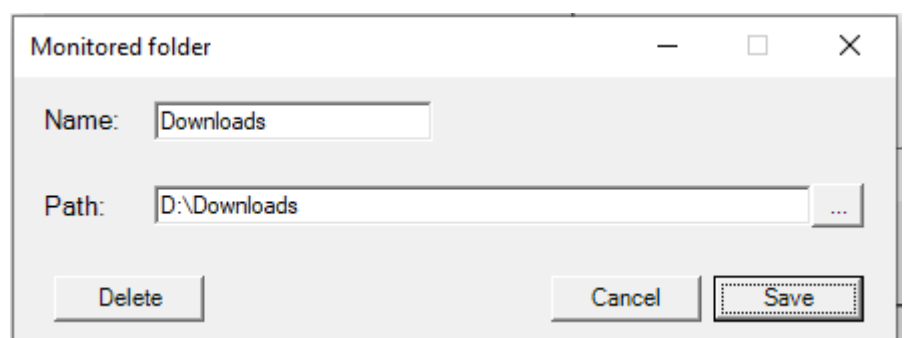 Monitored folder
Name: Downloads
Path: D:\Downloads ...
Delete Cancel Save